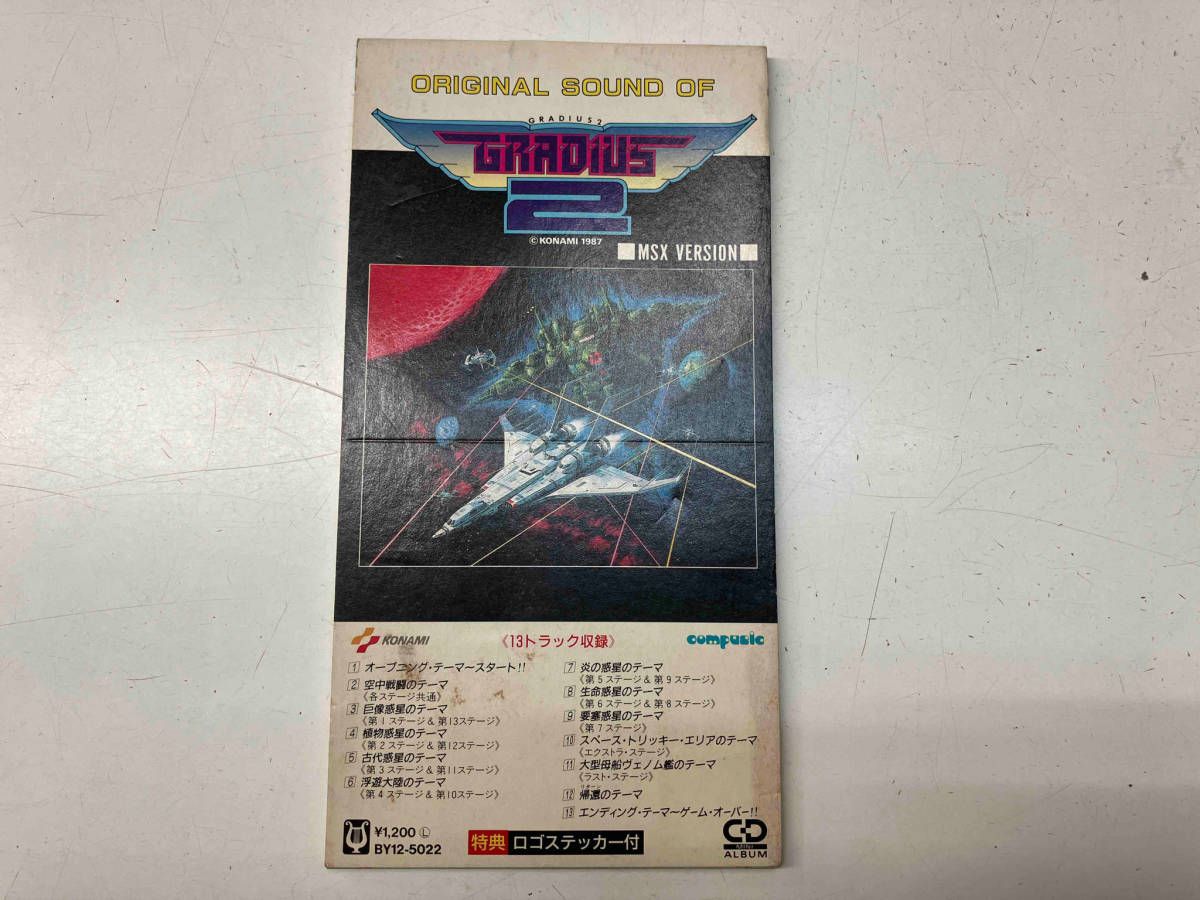 ORIGINAL SOUND OF
GRADIUS 2
GRADIUS
2
© KONAMI 1987
MSX VERSION
KONAMI
《13トラック収録》
compusic
1 オープニング・テーマ〜スタート!!
2 空中戦闘のテーマ
《各ステージ共通》
3 巨像惑星のテーマ
《第1ステージ&第13ステージ》
4 植物惑星のテーマ
《第2ステージ&第12ステージ》
5 古代惑星のテーマ
《第3ステージ&第11ステージ》
6 浮遊大陸のテーマ
《第4ステージ&第10ステージ》
7 炎の惑星のテーマ
《第5ステージ&第9ステージ》
8 生命惑星のテーマ
《第6ステージ&第8ステージ》
9 要塞惑星のテーマ
《第7ステージ》
10 スペース・トリッキー・エリアのテーマ
《エクストラ・ステージ》
11 大型母船ヴェノム艦のテーマ
《ラスト・ステージ》
12 帰還のテーマ
13 エンディング・テーマ〜ゲーム・オーバー!!
¥1,200 Ⓛ
BY12-5022
特典 ロゴステッカー付
CD
ALBUM